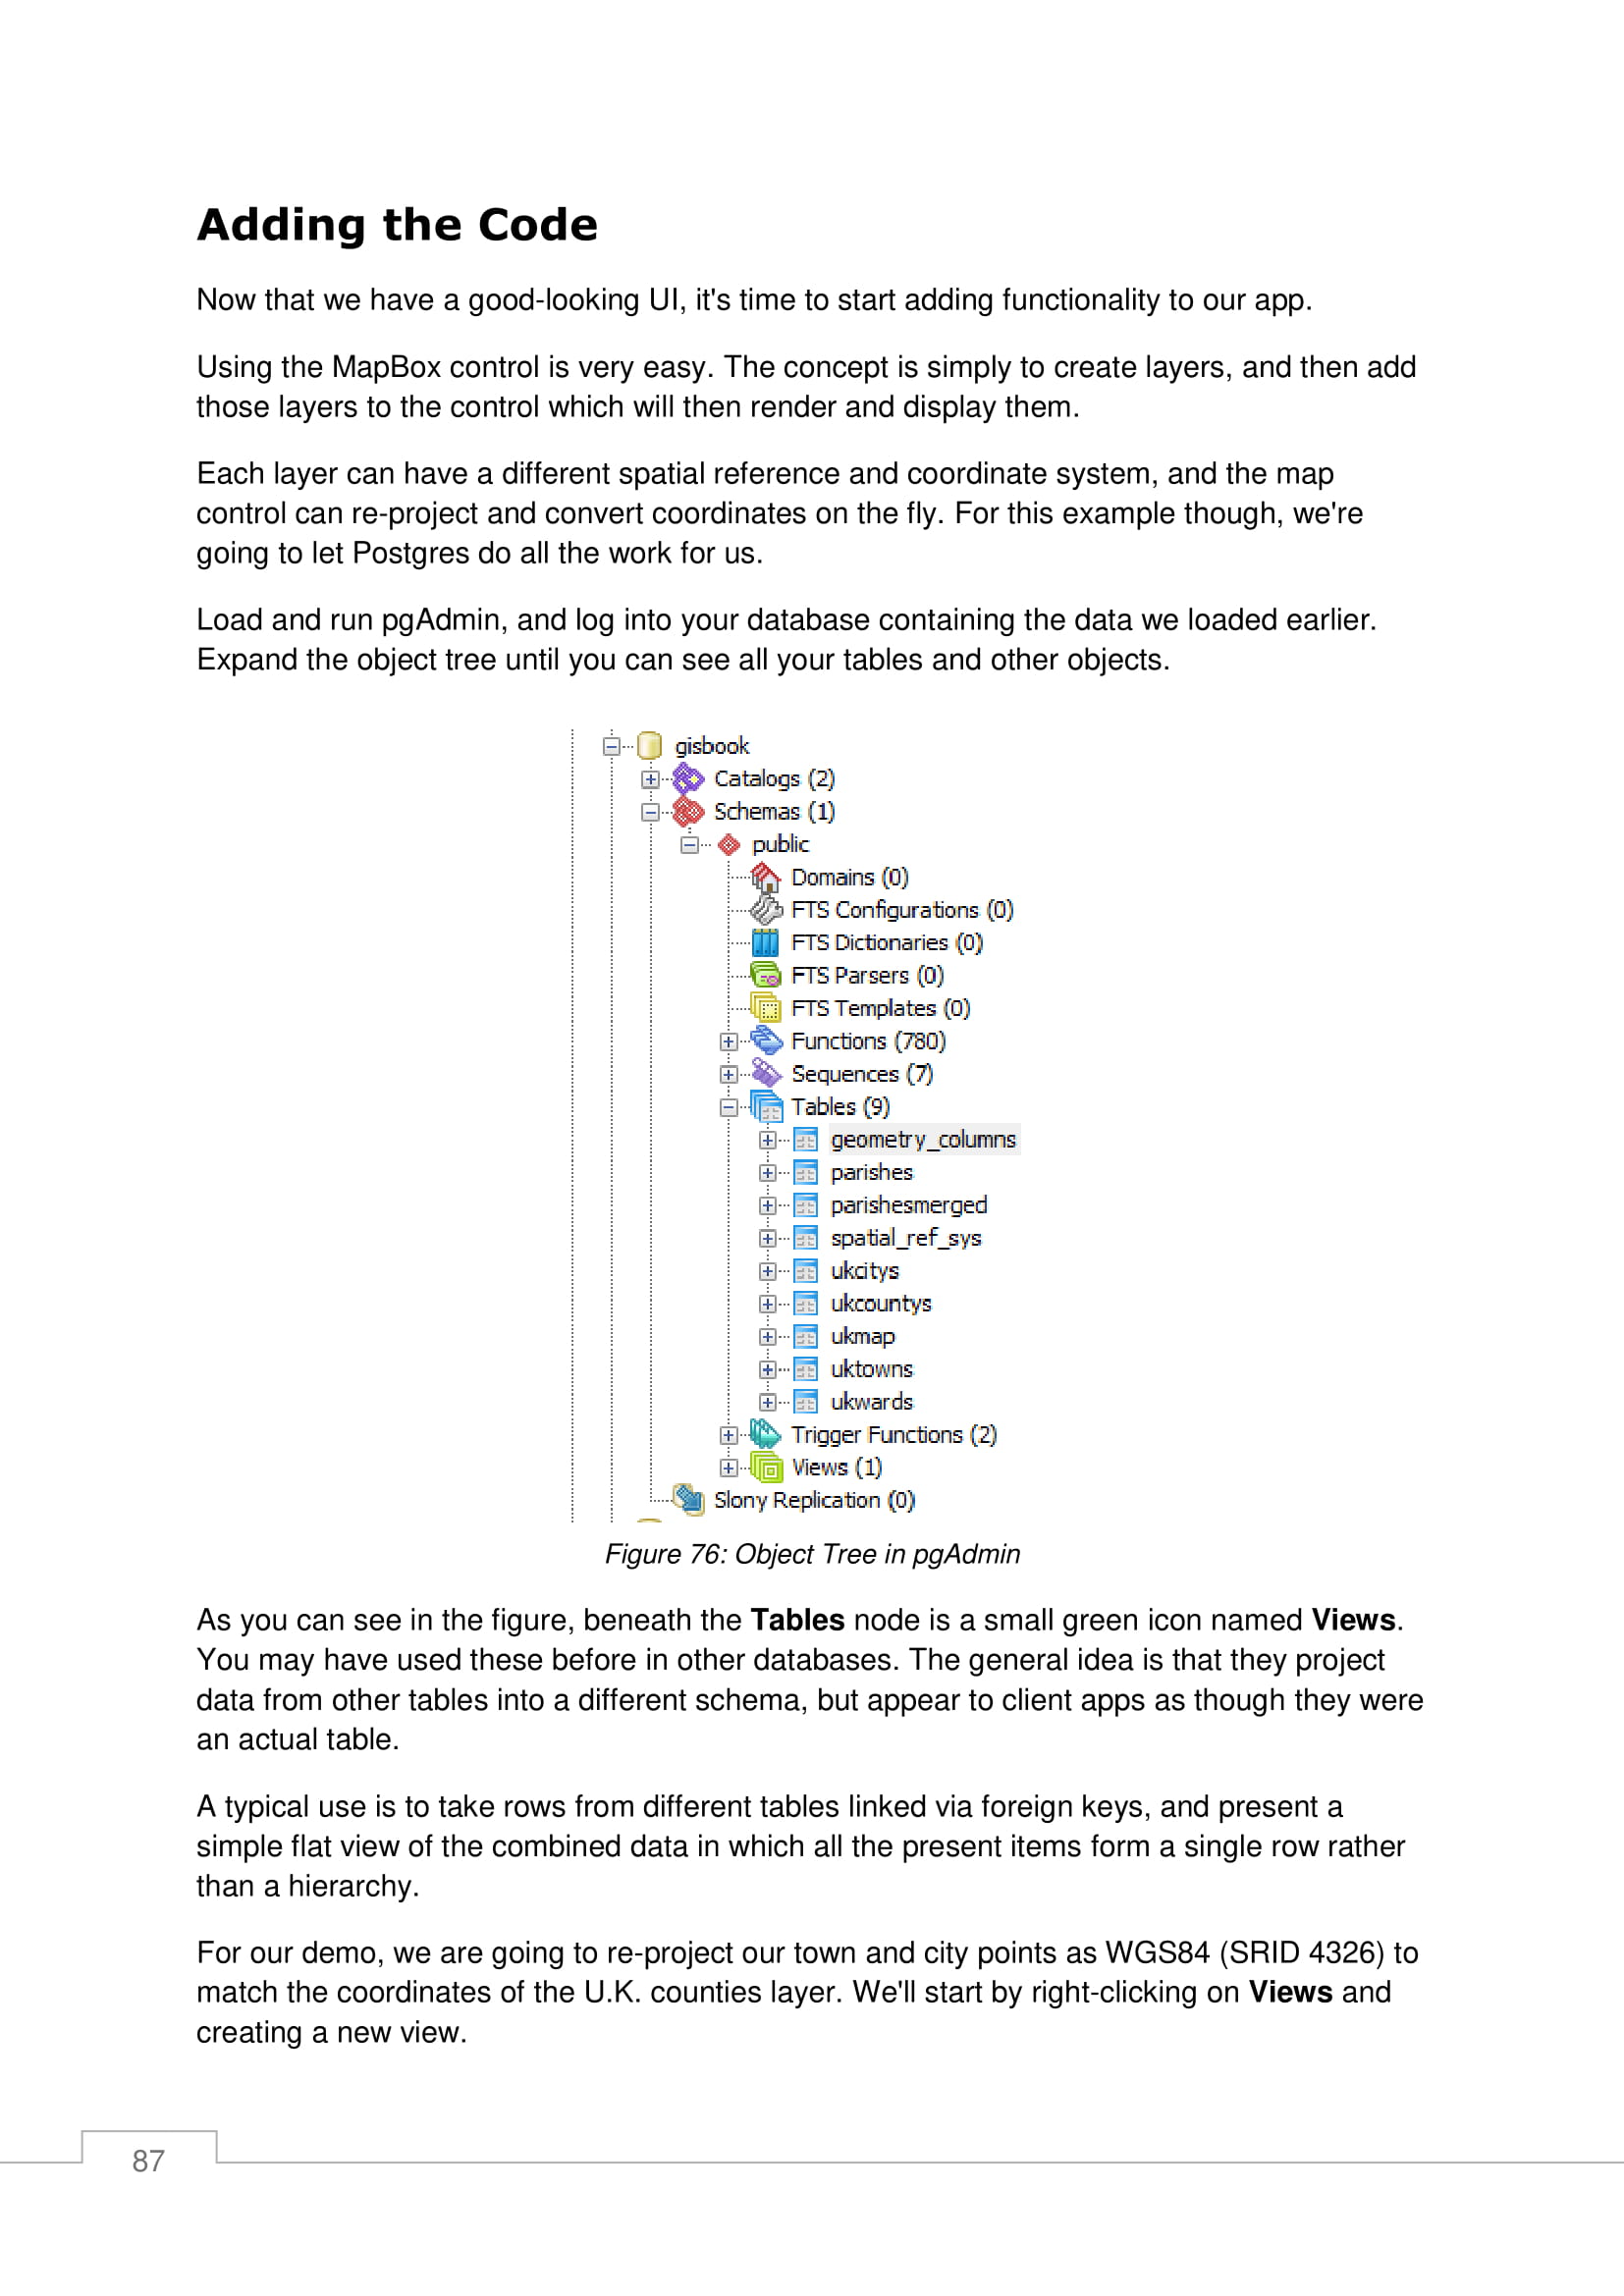 Adding the Code
Now that we have a good-looking UI, it's time to start adding functionality to our app.
Using the MapBox control is very easy. The concept is simply to create layers, and then add
those layers to the control which will then render and display them.
Each layer can have a different spatial reference and coordinate system, and the map
control can re-project and convert coordinates on the fly. For this example though, we're
going to let Postgres do all the work for us.
Load and run pgAdmin, and log into your database containing the data we loaded earlier.
Expand the object tree until you can see all your tables and other objects.
gisbook
Catalogs (2)
Schemas (1)
public
Domains (0)
FTS Configurations (0)
FTS Dictionaries (0)
FTS Parsers (0)
FTS Templates (0)
Functions (780)
Sequences (7)
Tables (9)
geometry_columns
parishes
parishesmerged
spatial_ref_sys
ukcitys
ukcountys
ukmap
uktowns
ukwards
Trigger Functions (2)
Views (1)
Slony Replication (0)
Figure 76: Object Tree in pgAdmin
As you can see in the figure, beneath the Tables node is a small green icon named Views.
You may have used these before in other databases. The general idea is that they project
data from other tables into a different schema, but appear to client apps as though they were
an actual table.
A typical use is to take rows from different tables linked via foreign keys, and present a
simple flat view of the combined data in which all the present items form a single row rather
than a hierarchy.
For our demo, we are going to re-project our town and city points as WGS84 (SRID 4326) to
match the coordinates of the U.K. counties layer. We'll start by right-clicking on Views and
creating a new view.
87